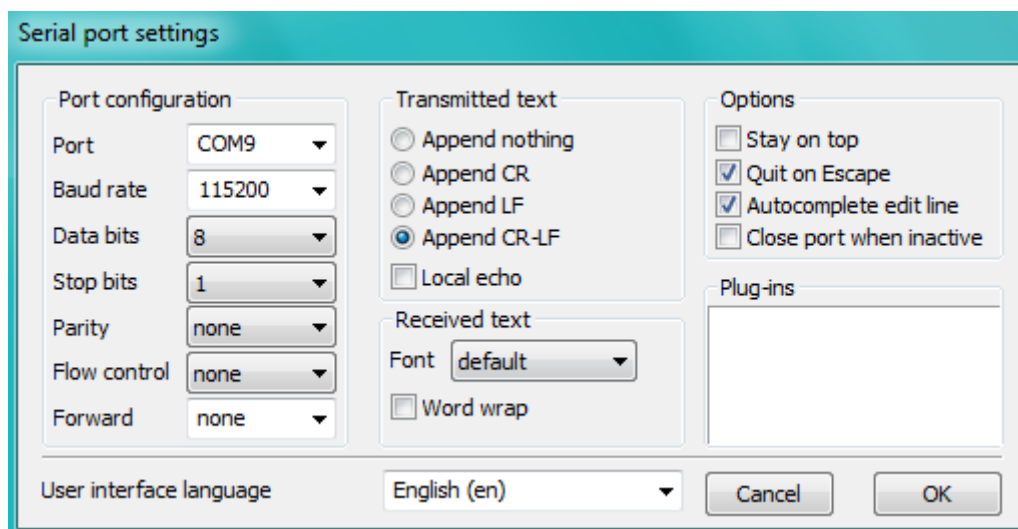 Serial port settings
Port configuration
Port COM9
Baud rate 115200
Data bits 8
Stop bits 1
Parity none
Flow control none
Forward none
Transmitted text
Append nothing
Append CR
Append LF
Append CR-LF
Local echo
Received text
Font default
Word wrap
Options
Stay on top
Quit on Escape
Autocomplete edit line
Close port when inactive
Plug-ins
User interface language English (en)
Cancel OK